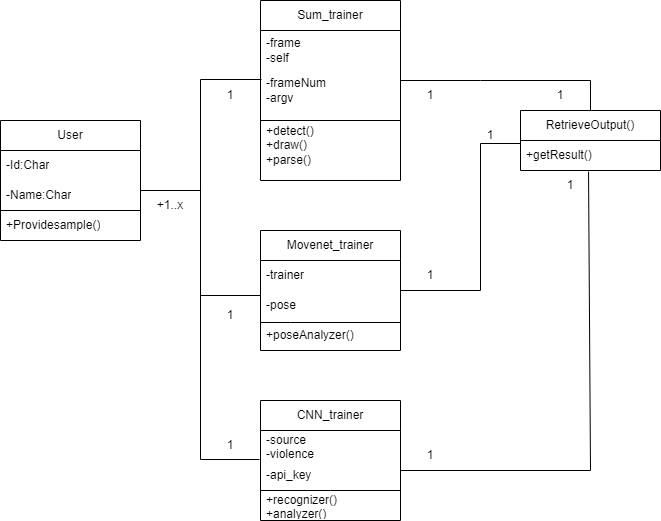 Sum_trainer
-frame
-self
-frameNum
-argv
+detect()
+draw()
+parse()
1
1
1
RetrieveOutput()
+getResult()
User
-Id:Char
-Name:Char
+Providesample()
+1..x
1
1
Movenet_trainer
-trainer
-pose
+poseAnalyzer()
1
1
CNN_trainer
-source
-violence
-api_key
+recognizer()
+analyzer()
1
1